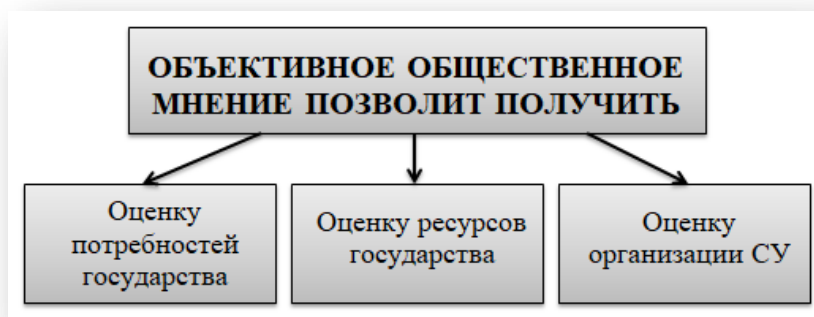 ОБЪЕКТИВНОЕ ОБЩЕСТВЕННОЕ
МНЕНИЕ ПОЗВОЛИТ ПОЛУЧИТЬ
Оценку
потребностей
государства
Оценку ресурсов
государства
Оценку
организации СУ